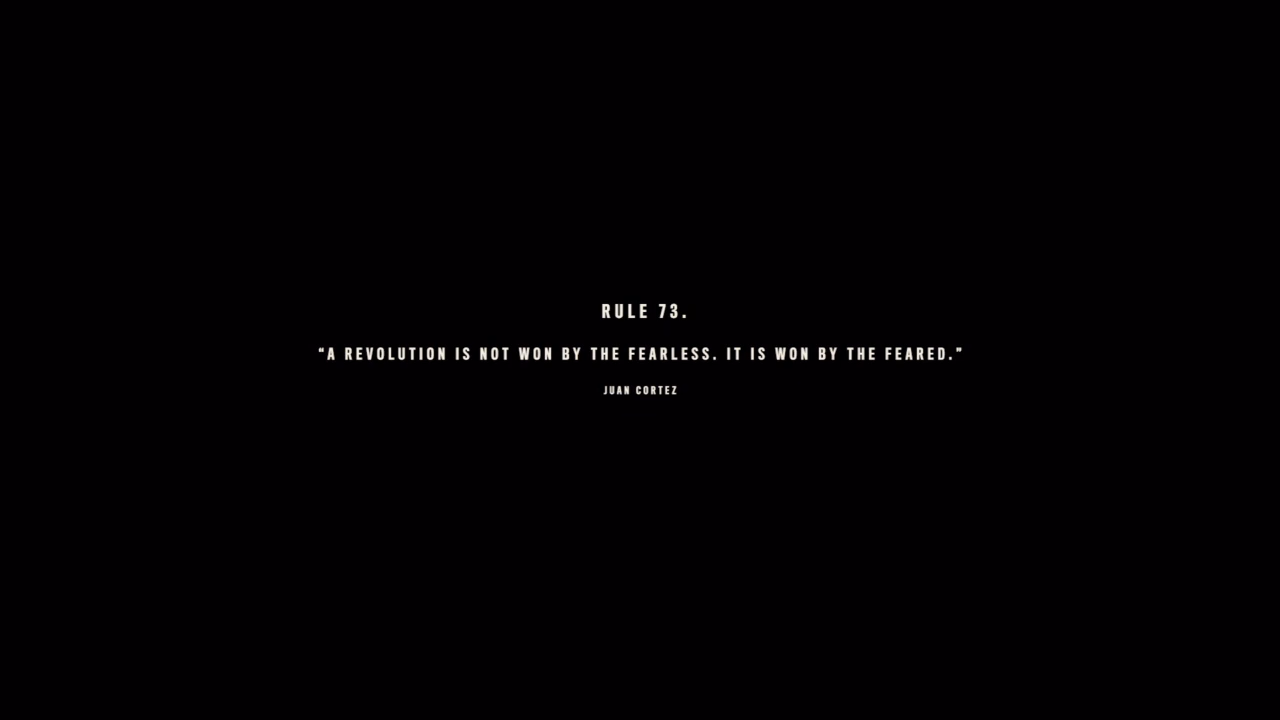 RULE 73.
“A REVOLUTION IS NOT WON BY THE FEARLESS. IT IS WON BY THE FEARED.”
JUAN CORTEZ